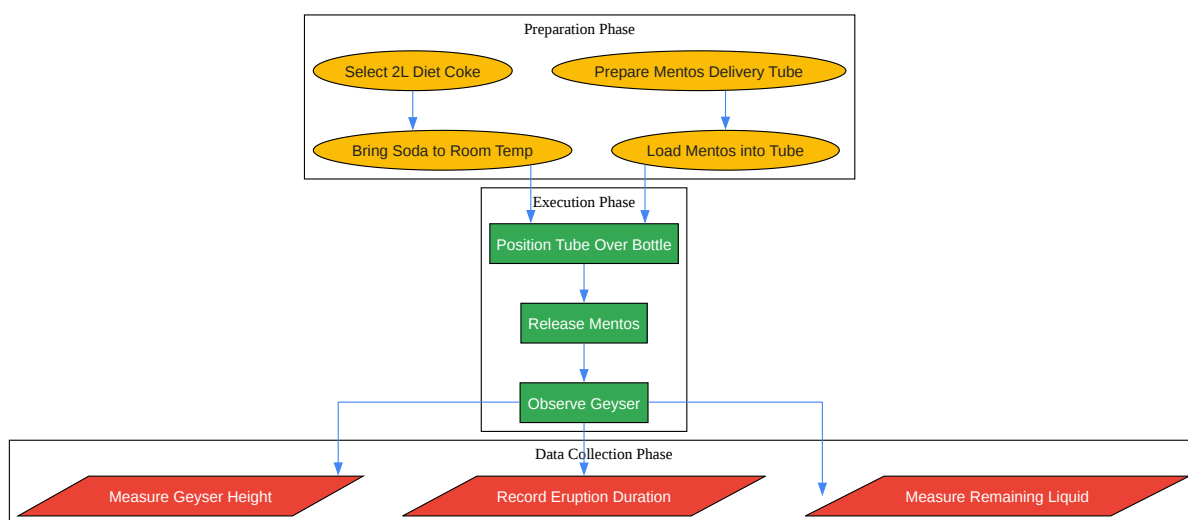 Preparation Phase
Select 2L Diet Coke
Prepare Mentos Delivery Tube
Bring Soda to Room Temp
Load Mentos into Tube
Execution Phase
Position Tube Over Bottle
Release Mentos
Observe Geyser
Data Collection Phase
Measure Geyser Height
Record Eruption Duration
Measure Remaining Liquid